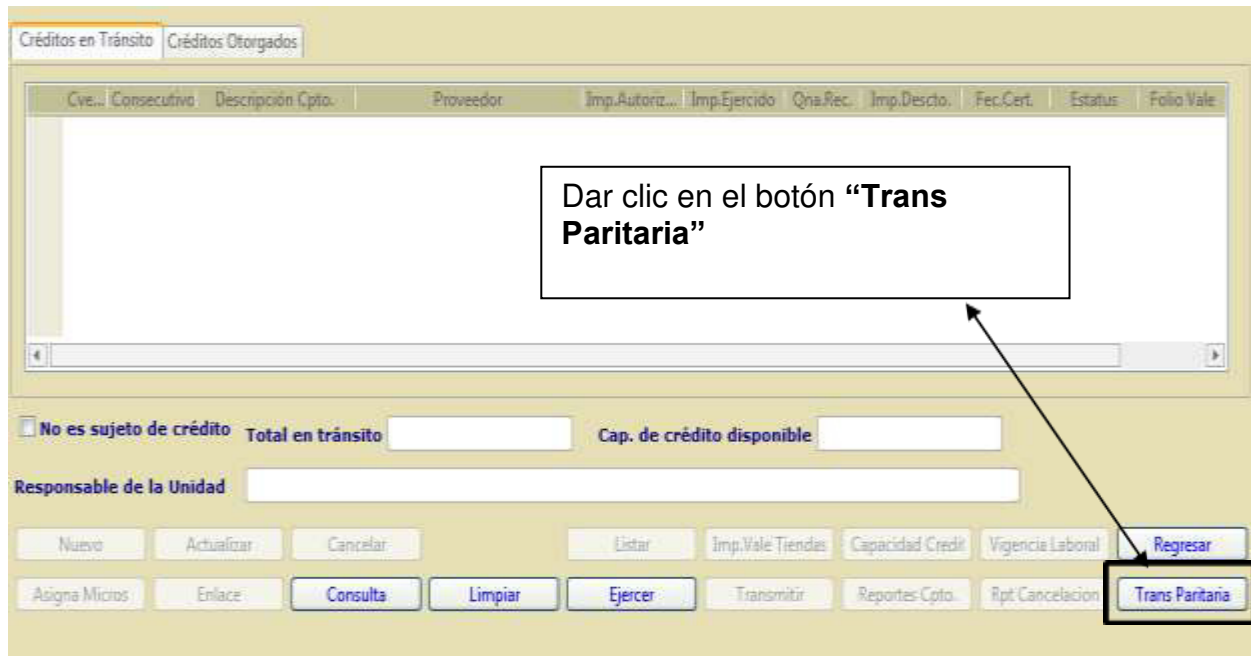 Créditos en Tránsito Créditos Otorgados
Cve... Consecutivo Descripción Cpto. Proveedor Imp.Autoriz... Imp.Ejercido Qna.Rec. Imp.Descto. Fec.Cert. Estatus Folio Vale
Dar clic en el botón “Trans
Paritaria”
No es sujeto de crédito Total en tránsito Cap. de crédito disponible
Responsable de la Unidad
Nuevo Actualizar Cancelar Listar Imp.Vale Tiendas Capacidad Credit Vigencia Laboral Regresar
Asigna Micros Enlace Consulta Limpiar Ejercer Transmitir Reportes Cpto. Rpt Cancelacion Trans Paritaria